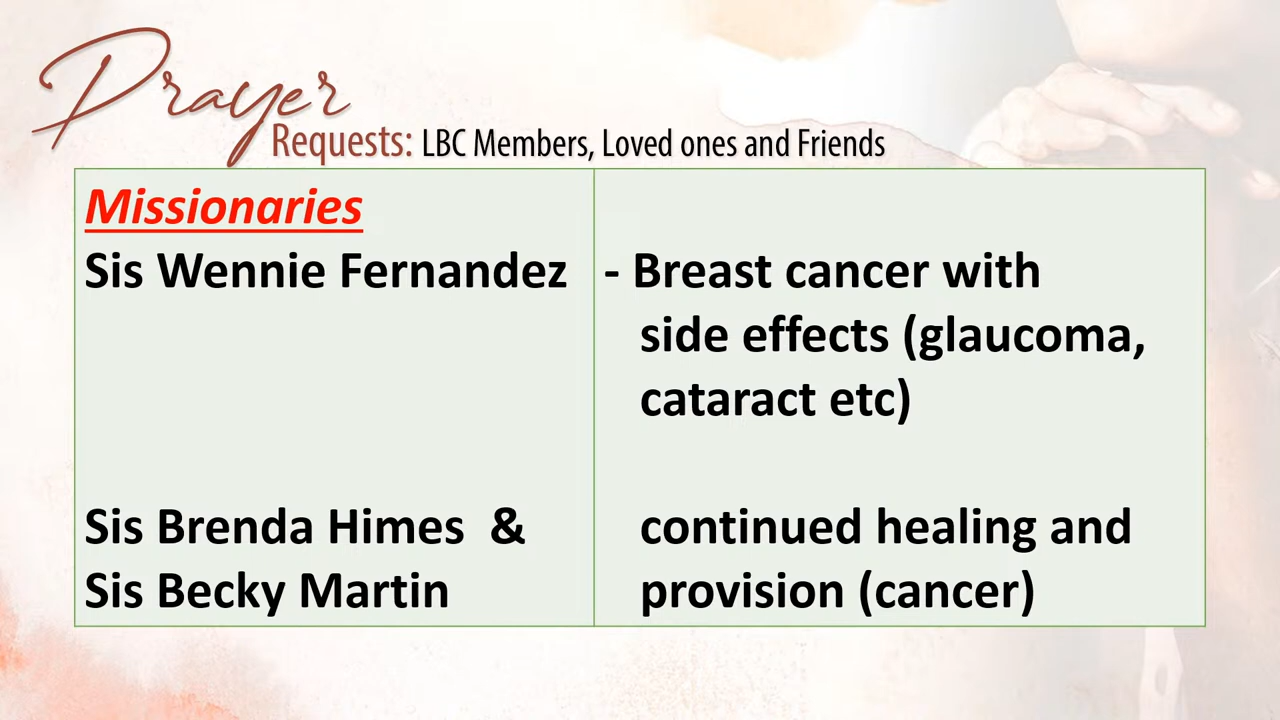 Prayer
Requests: LBC Members, Loved ones and Friends
Missionaries
Sis Wennie Fernandez - Breast cancer with
side effects (glaucoma,
cataract etc)
Sis Brenda Himes & continued healing and
Sis Becky Martin provision (cancer)